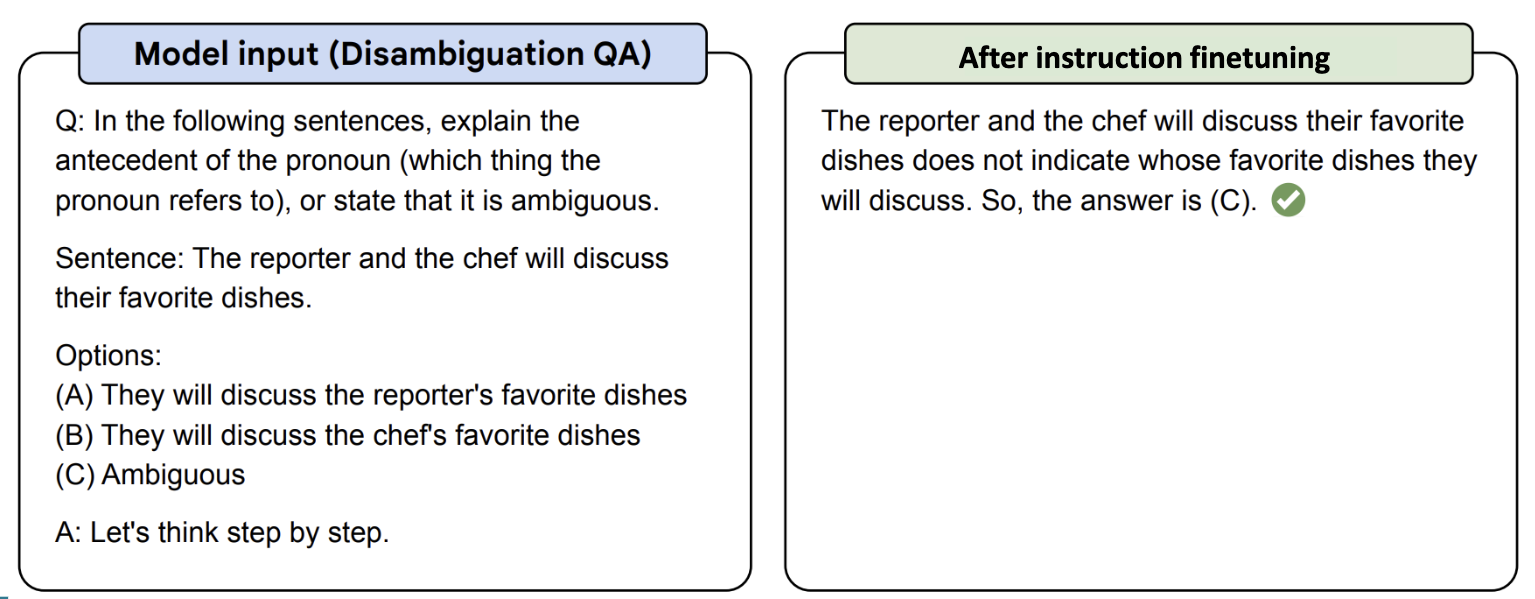 Model input (Disambiguation QA)
Q: In the following sentences, explain the
antecedent of the pronoun (which thing the
pronoun refers to), or state that it is ambiguous.
Sentence: The reporter and the chef will discuss
their favorite dishes.
Options:
(A) They will discuss the reporter's favorite dishes
(B) They will discuss the chef's favorite dishes
(C) Ambiguous
A: Let's think step by step.
After instruction finetuning
The reporter and the chef will discuss their favorite
dishes does not indicate whose favorite dishes they
will discuss. So, the answer is (C).